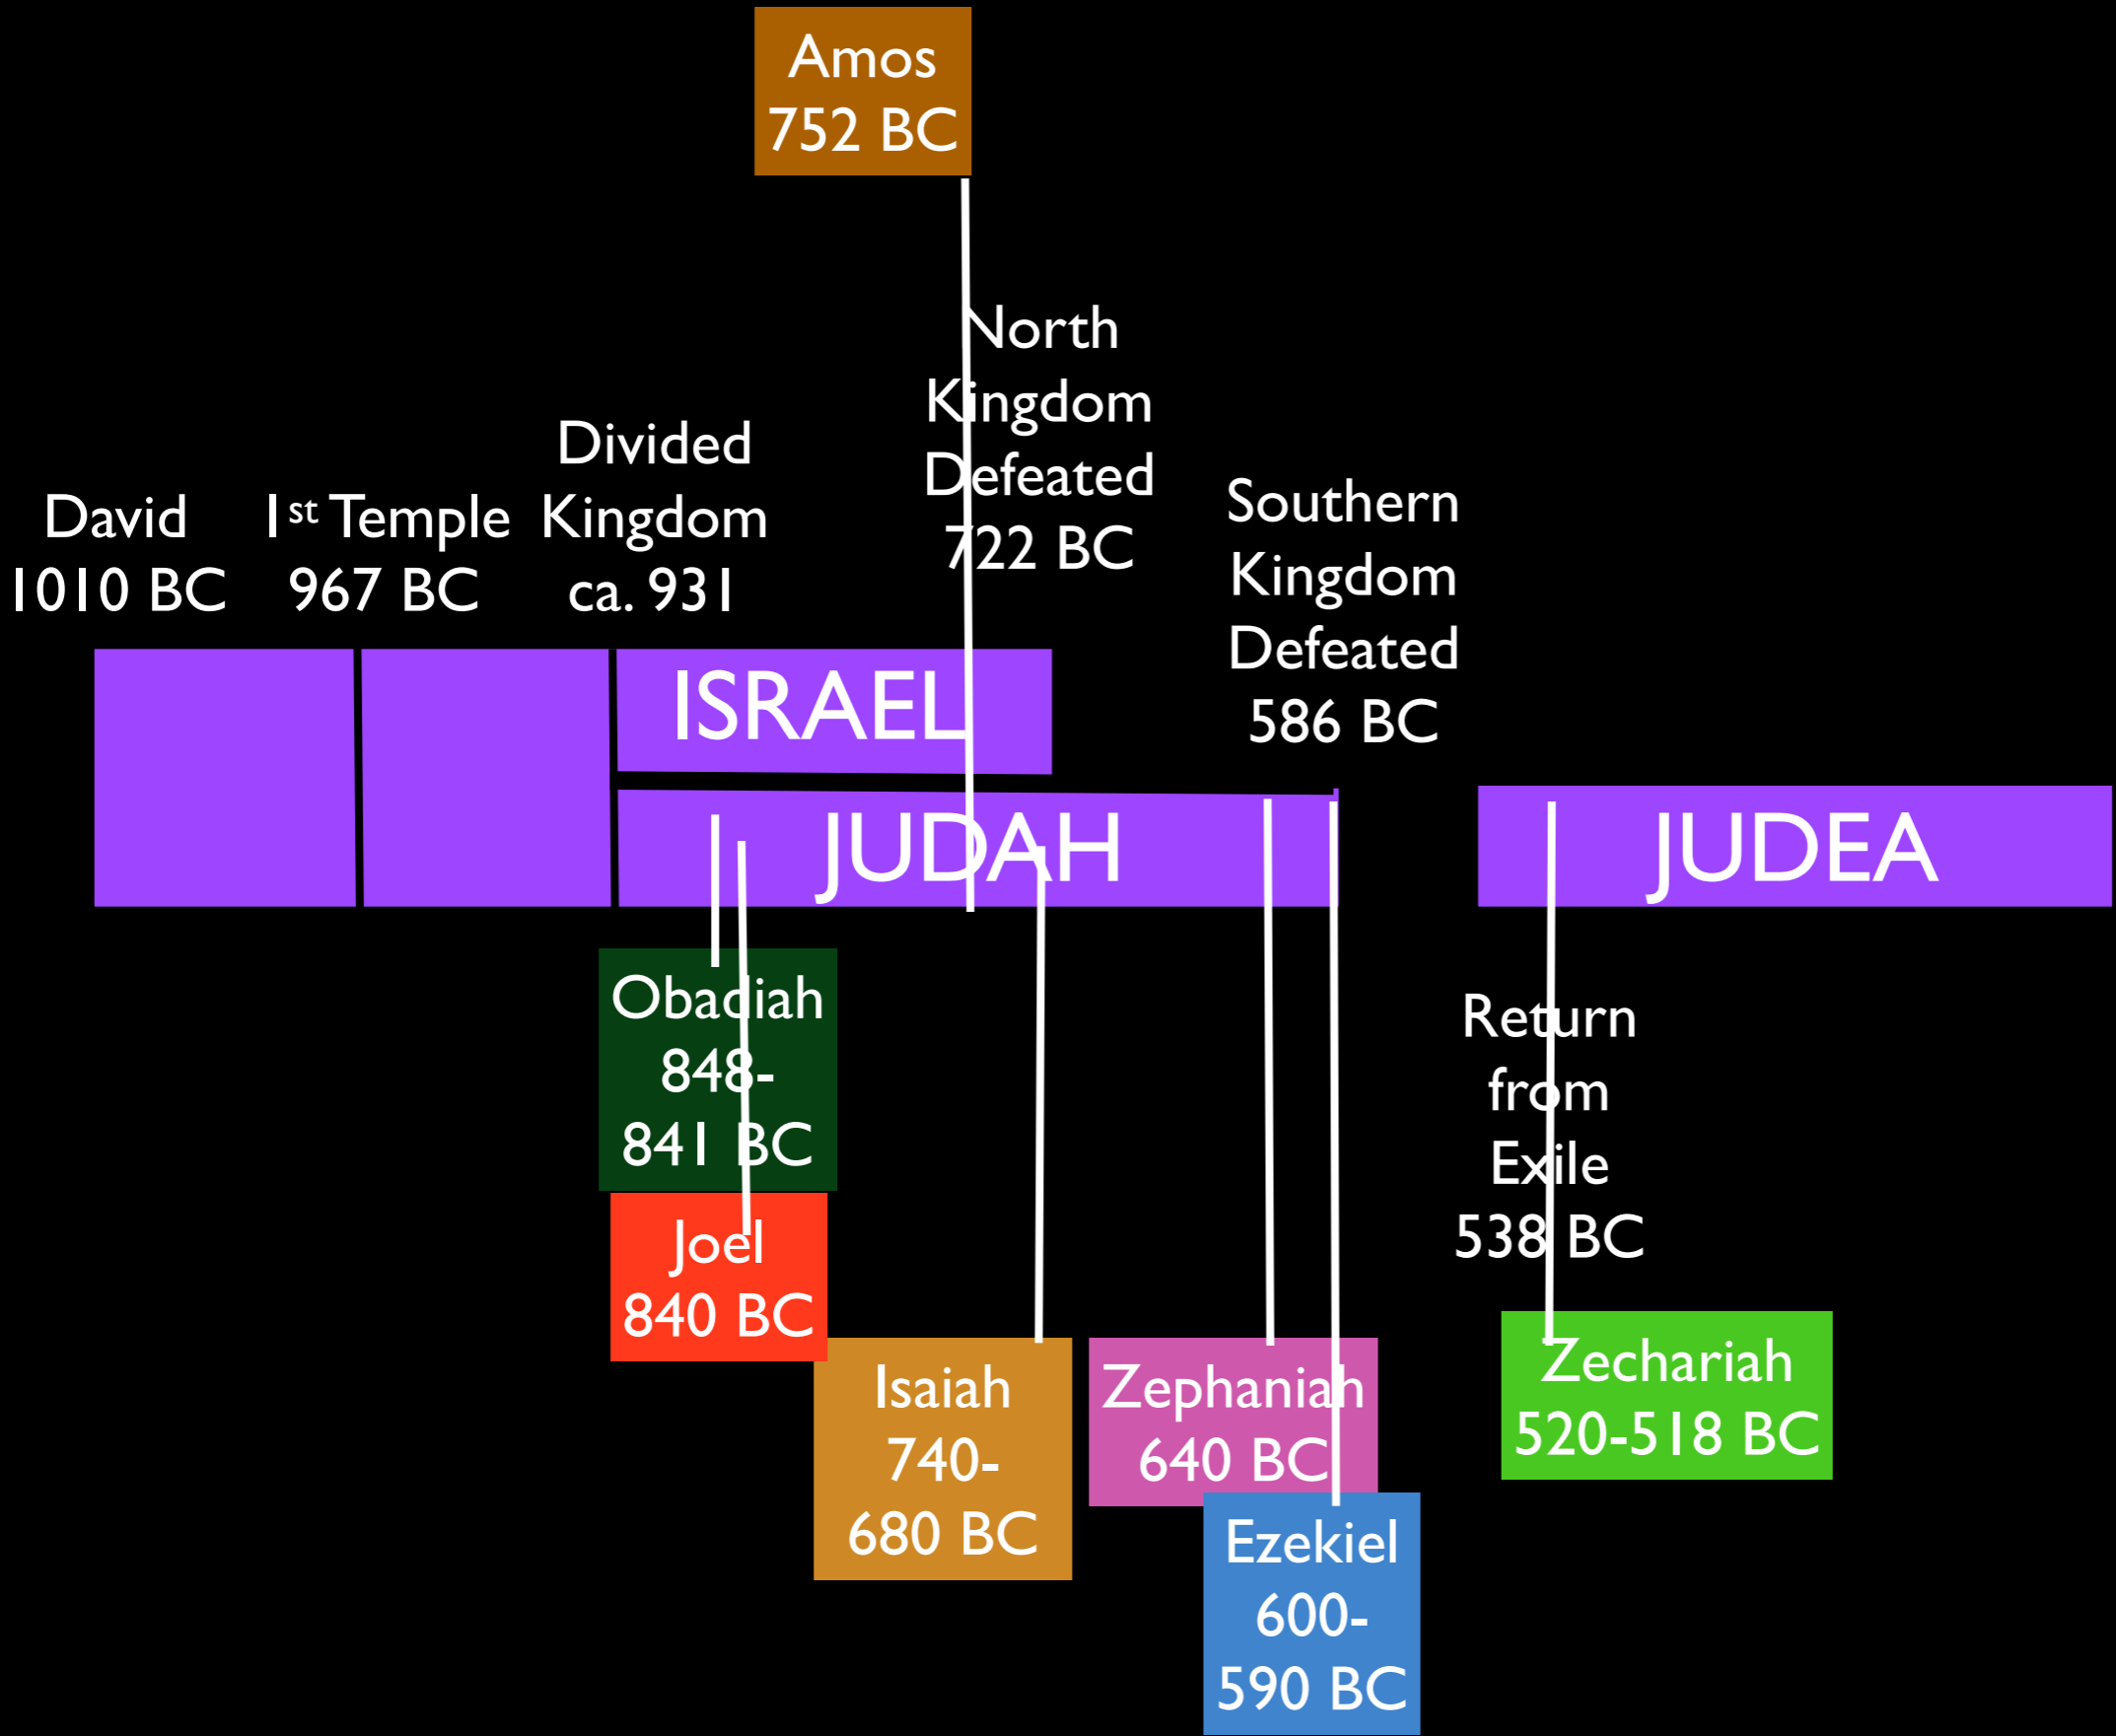 Amos
752 BC
North
Kingdom
Defeated
722 BC
Divided
Kingdom
ca. 931
David
1010 BC
1st Temple
967 BC
Southern
Kingdom
Defeated
586 BC
ISRAEL
JUDAH
JUDEA
Obadiah
848-
841 BC
Joel
840 BC
Isaiah
740-
680 BC
Zephaniah
640 BC
Ezekiel
600-
590 BC
Return
from
Exile
538 BC
Zechariah
520-518 BC